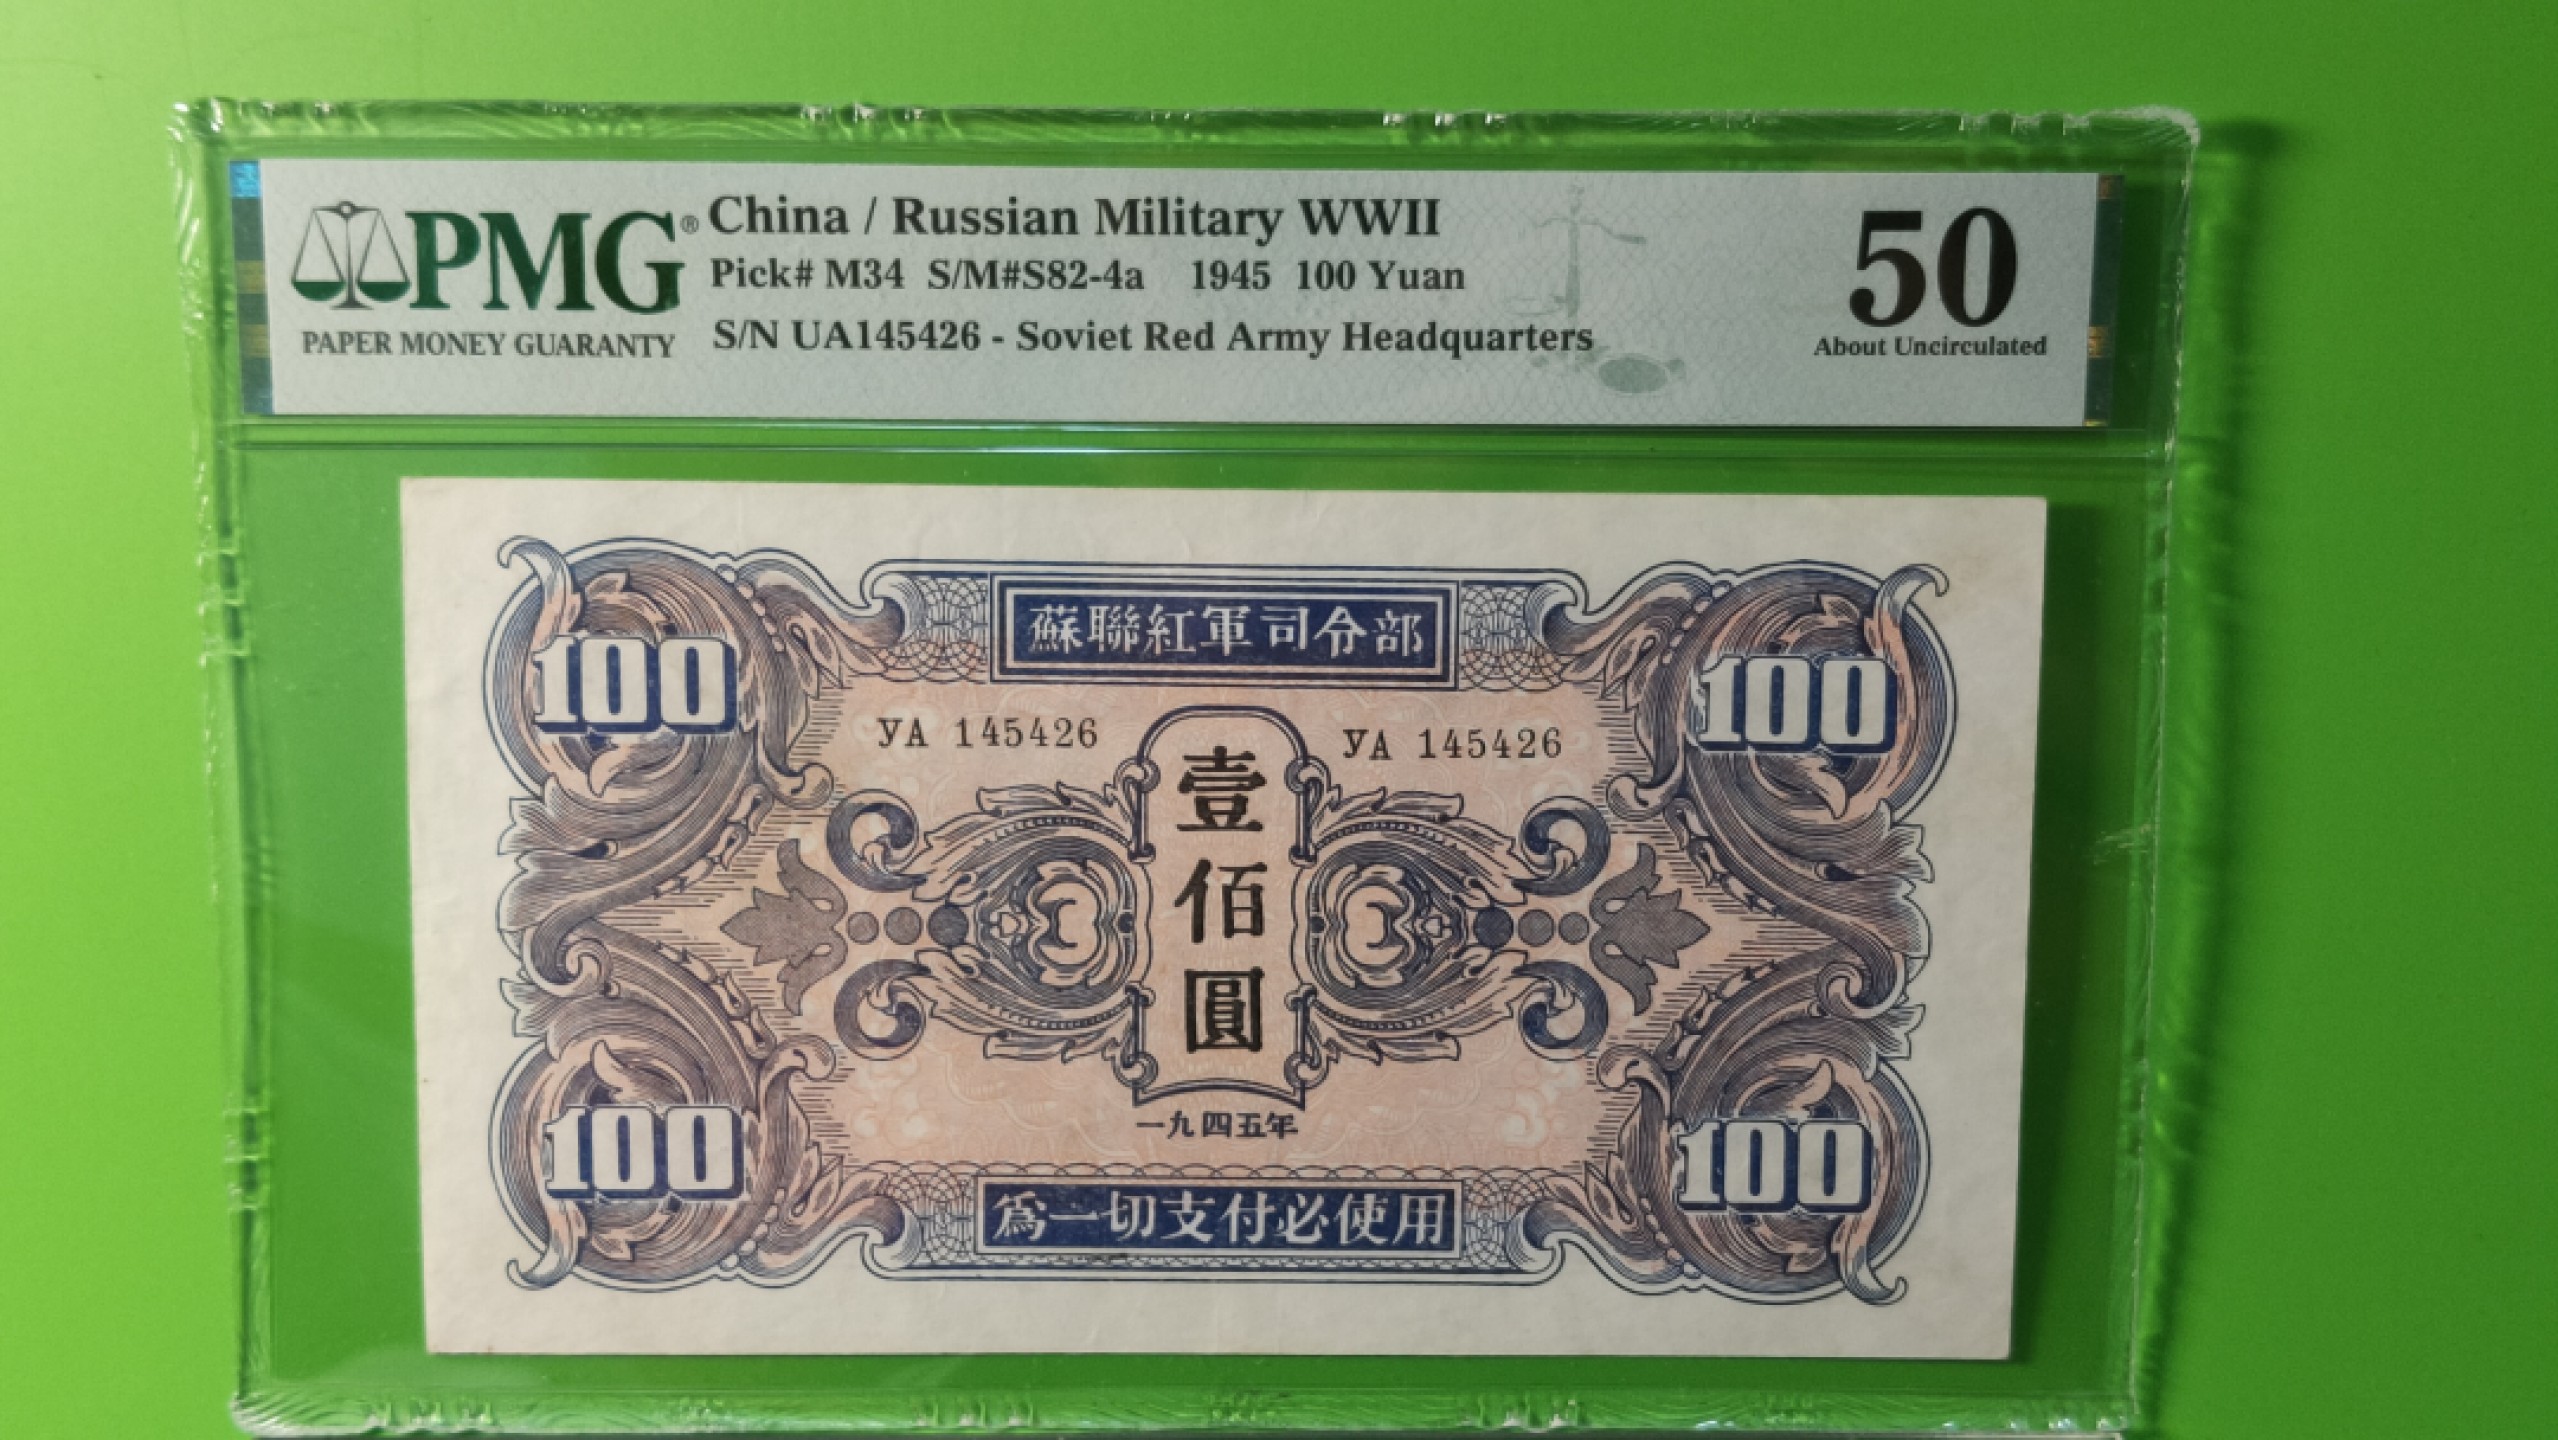 PMG®
PAPER MONEY GUARANTY
China / Russian Military WWII
Pick# M34 S/M#S82-4a 1945 100 Yuan
S/N UA145426 - Soviet Red Army Headquarters
50
About Uncirculated
蘇聯紅軍司令部
100
100
УА 145426
УА 145426
壹佰圓
一九四五年
100
100
爲一切支付必使用